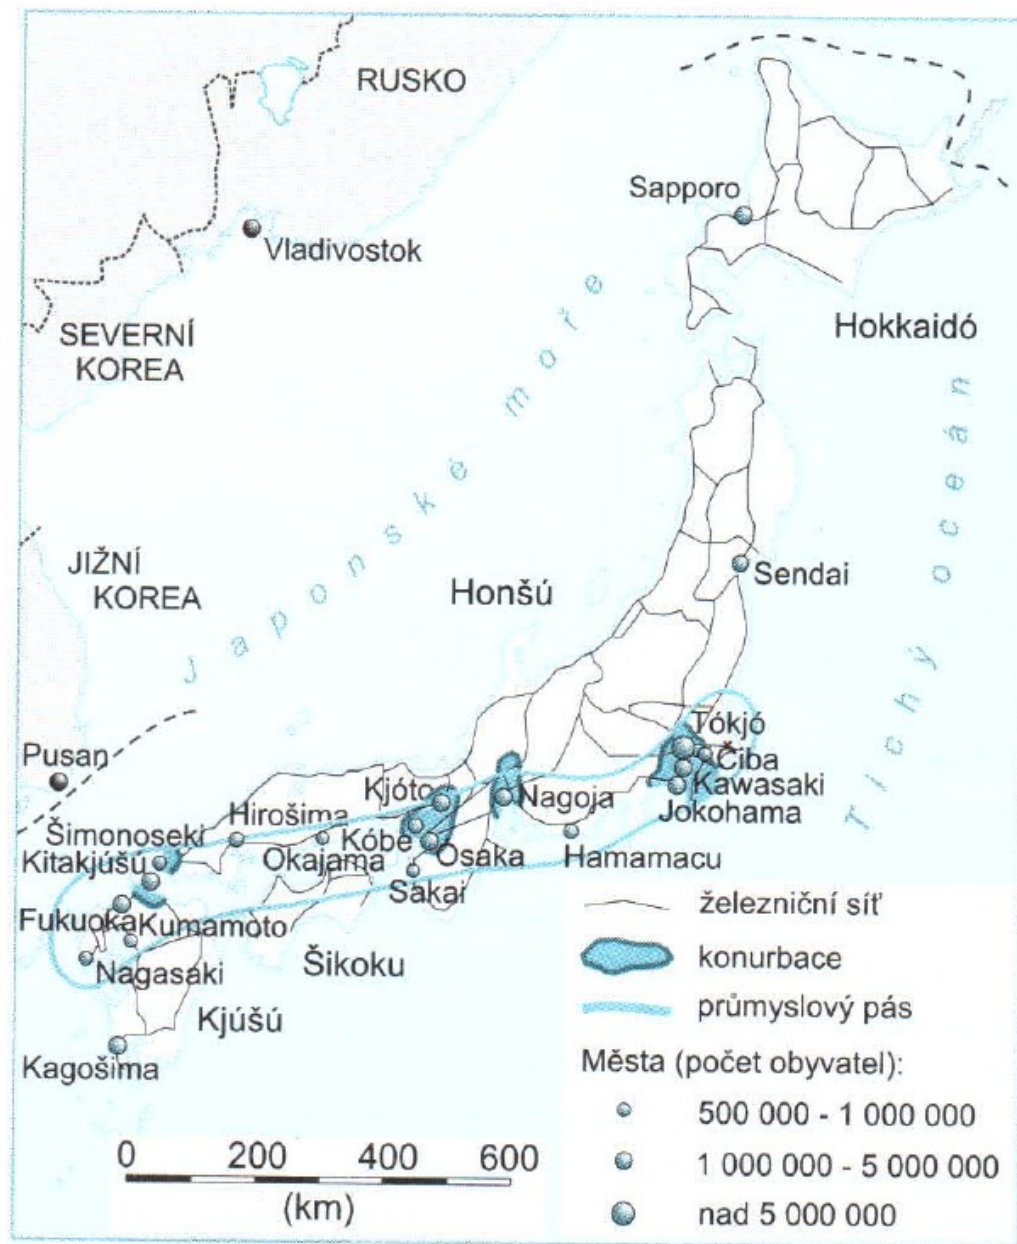 RUSKO
Sapporo
Vladivostok
Hokkaidó
SEVERNÍ
KOREA
Japonské moře
Tichý oceán
JIŽNÍ
KOREA
Honšú
Sendai
Tókjó
Čiba
Kawasaki
Jokohama
Pusan
Kjóto
Nagoja
Hirošima
Šimonoseki
Kóbe
Kitakjúšú
Okajama
Ósaka
Hamamacu
Sakai
Fukuoka
Kumamoto
Nagasaki
Šikoku
Kjúšú
Kagošima
železniční síť
konurbace
průmyslový pás
Města (počet obyvatel):
500 000 - 1 000 000
1 000 000 - 5 000 000
nad 5 000 000
0 200 400 600
(km)